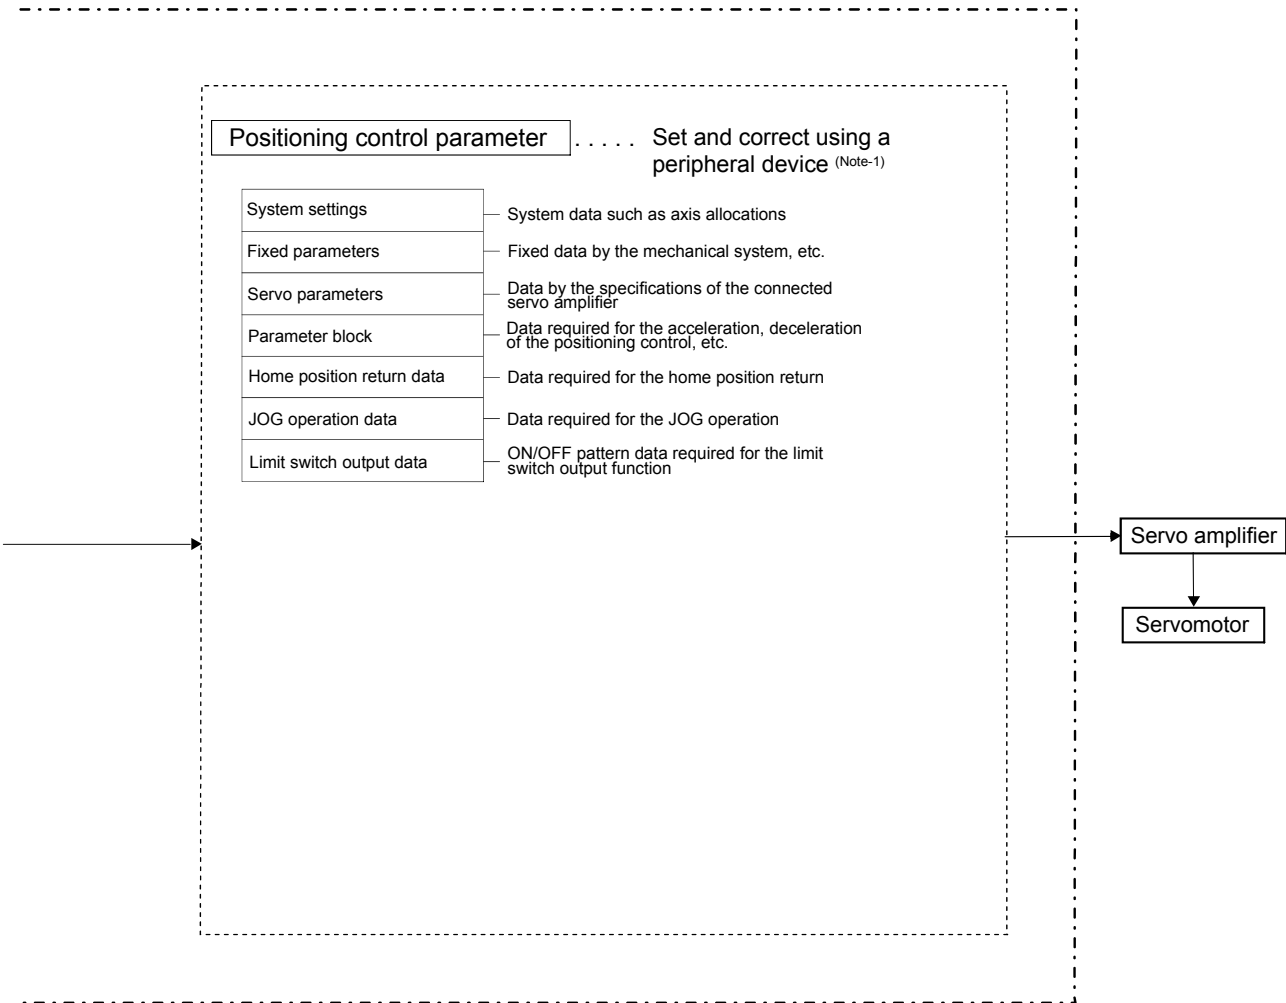 Positioning control parameter . . . . . Set and correct using a
peripheral device (Note-1)
System settings
System data such as axis allocations
Fixed parameters
Fixed data by the mechanical system, etc.
Servo parameters
Data by the specifications of the connected
servo amplifier
Parameter block
Data required for the acceleration, deceleration
of the positioning control, etc.
Home position return data
Data required for the home position return
JOG operation data
Data required for the JOG operation
Limit switch output data
ON/OFF pattern data required for the limit
switch output function
Servo amplifier
Servomotor